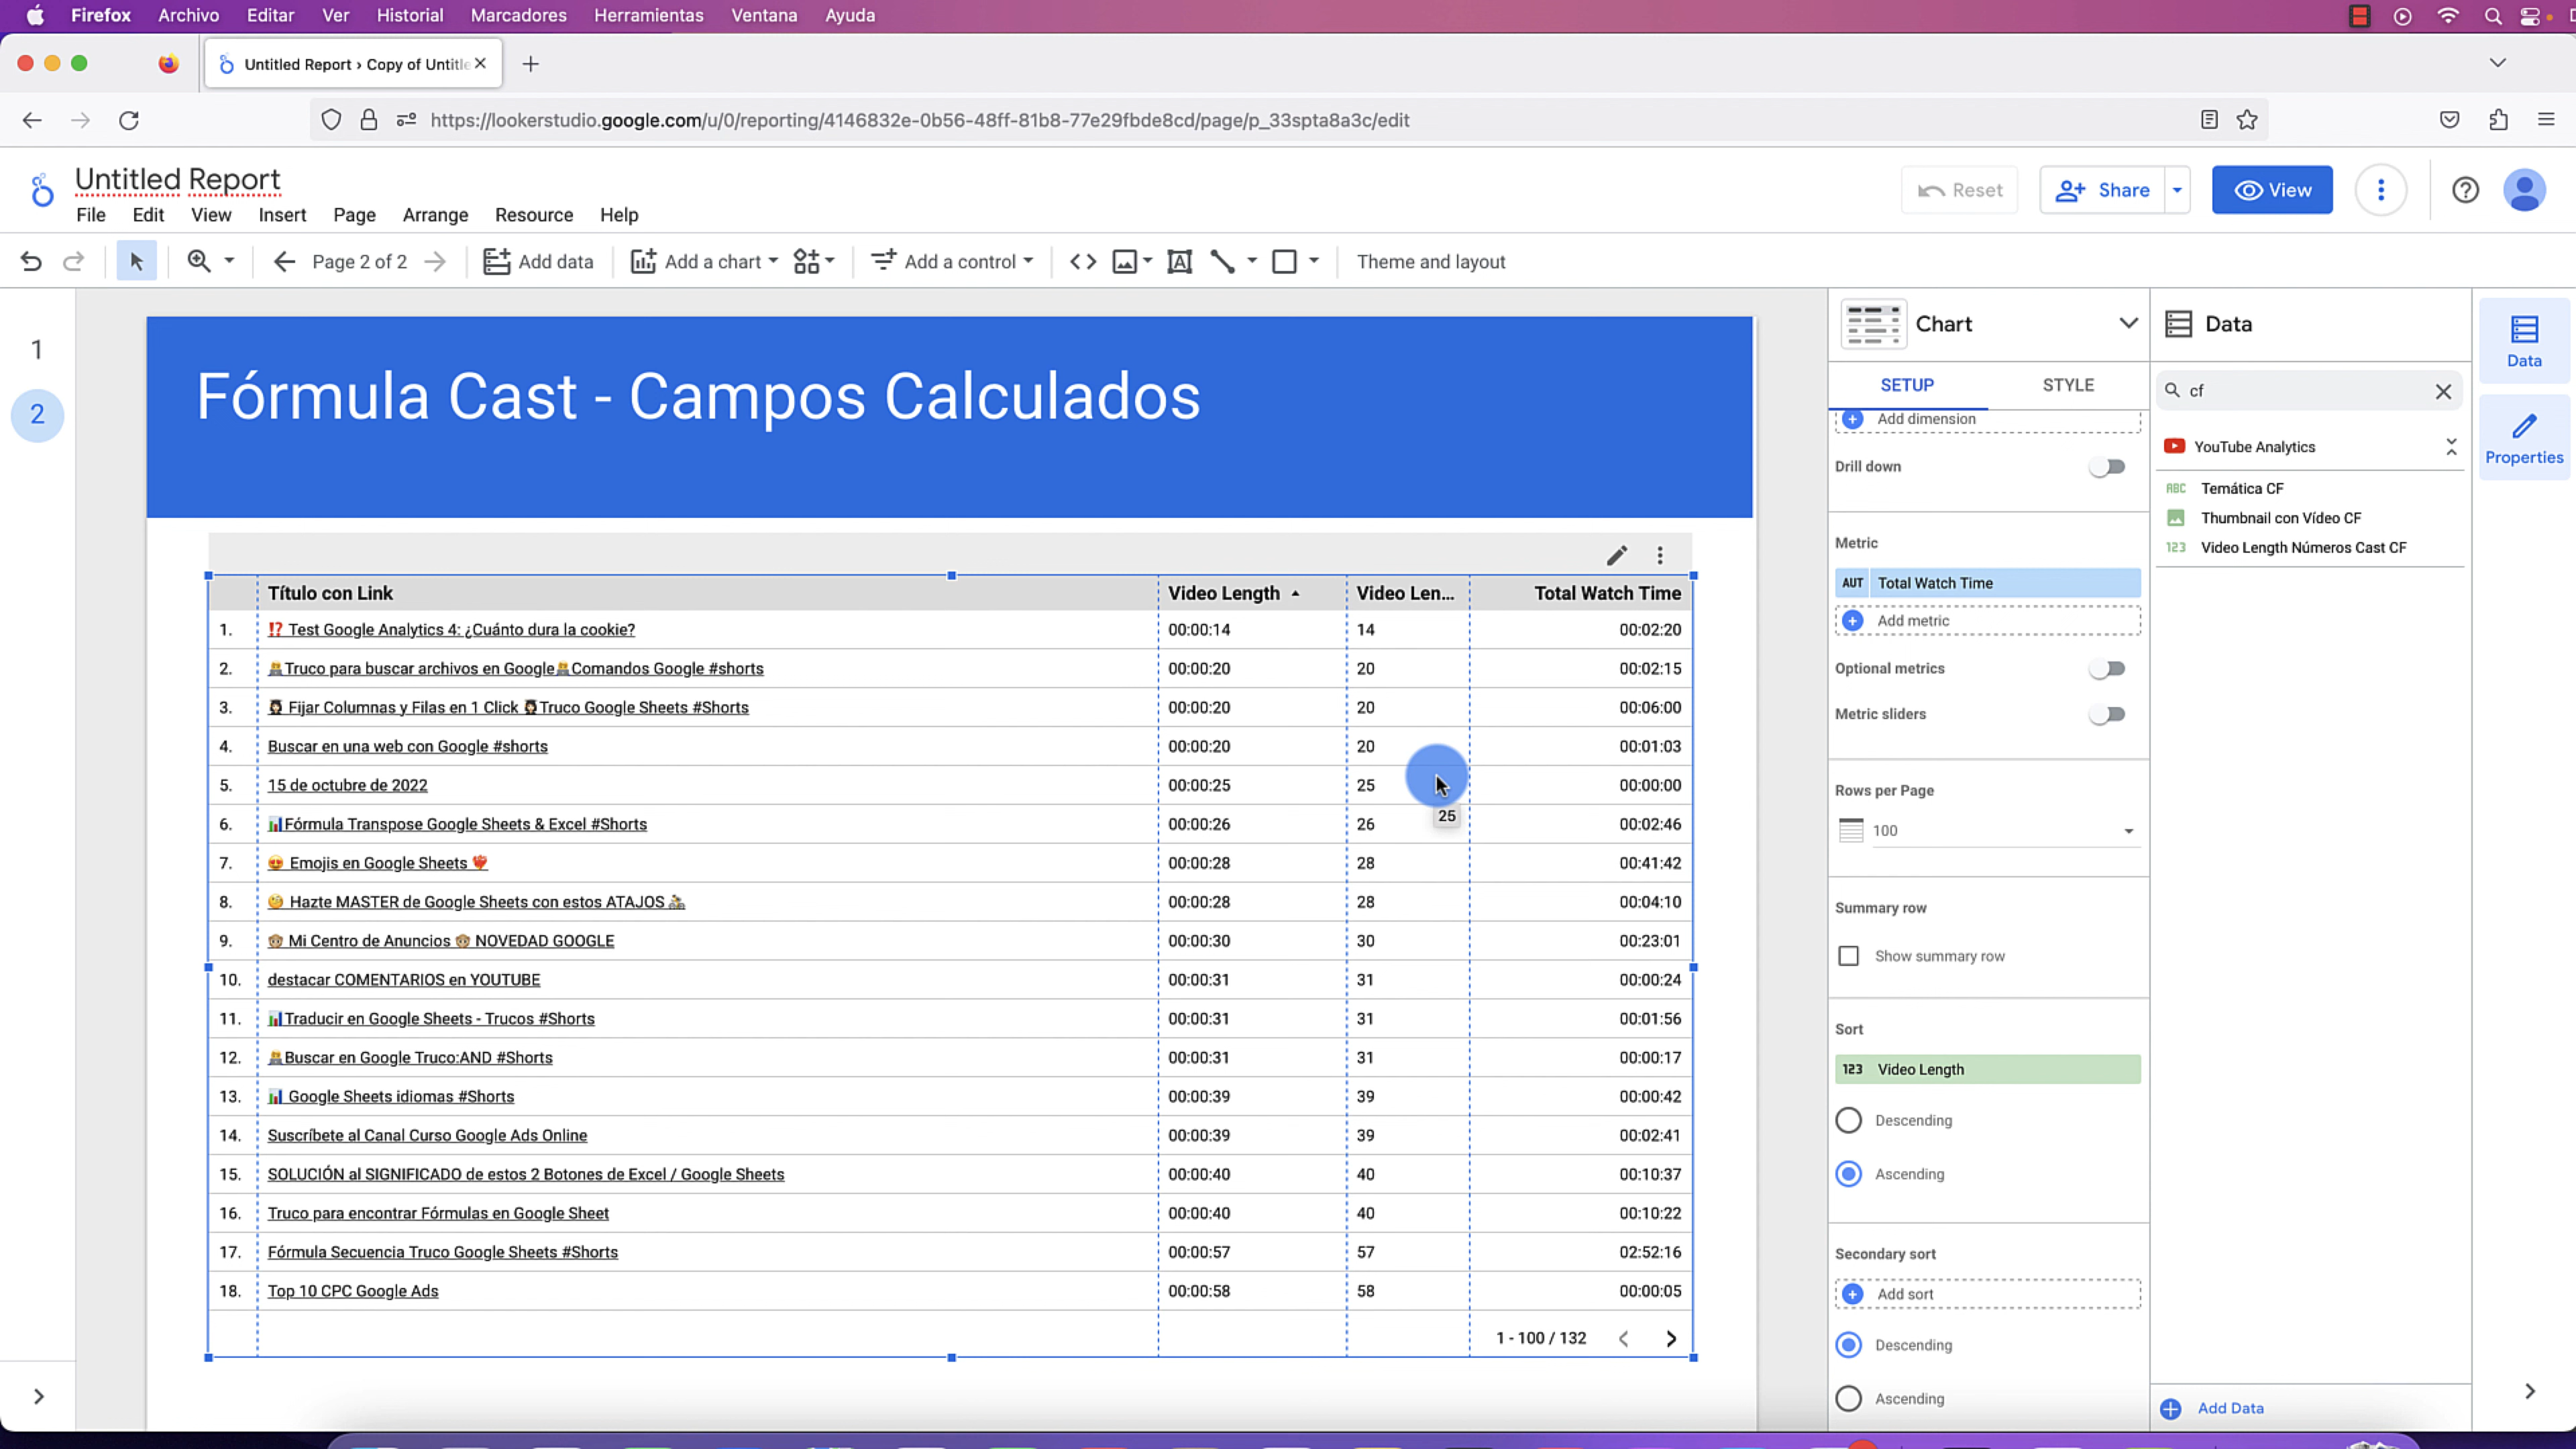 Firefox Archivo Editar Ver Historial Marcadores Herramientas Ventana Ayuda
Untitled Report › Copy of Untitle
https://lookerstudio.google.com/u/0/reporting/4146832e-0b56-48ff-81b8-77e29fbde8cd/page/p_33spta8a3c/edit
Untitled Report
Reset Share View
File Edit View Insert Page Arrange Resource Help
Page 2 of 2 Add data Add a chart Add a control Theme and layout
1
2
Fórmula Cast - Campos Calculados
Título con Link Video Length Video Len... Total Watch Time
1. ⁉️ Test Google Analytics 4: ¿Cuánto dura la cookie? 00:00:14 14 00:02:20
2. Truco para buscar archivos en Google Comandos Google #shorts 00:00:20 20 00:02:15
3. Fijar Columnas y Filas en 1 Click Truco Google Sheets #Shorts 00:00:20 20 00:06:00
4. Buscar en una web con Google #shorts 00:00:20 20 00:01:03
5. 15 de octubre de 2022 00:00:25 25 00:00:00
25
6. 📊Fórmula Transpose Google Sheets & Excel #Shorts 00:00:26 26 00:02:46
7. 😍 Emojis en Google Sheets 00:00:28 28 00:41:42
8. 🧐 Hazte MASTER de Google Sheets con estos ATAJOS 00:00:28 28 00:04:10
9. Mi Centro de Anuncios NOVEDAD GOOGLE 00:00:30 30 00:23:01
10. destacar COMENTARIOS en YOUTUBE 00:00:31 31 00:00:24
11. 📊Traducir en Google Sheets - Trucos #Shorts 00:00:31 31 00:01:56
12. Buscar en Google Truco:AND #Shorts 00:00:31 31 00:00:17
13. 📊 Google Sheets idiomas #Shorts 00:00:39 39 00:00:42
14. Suscríbete al Canal Curso Google Ads Online 00:00:39 39 00:02:41
15. SOLUCIÓN al SIGNIFICADO de estos 2 Botones de Excel / Google Sheets 00:00:40 40 00:10:37
16. Truco para encontrar Fórmulas en Google Sheet 00:00:40 40 00:10:22
17. Fórmula Secuencia Truco Google Sheets #Shorts 00:00:57 57 02:52:16
18. Top 10 CPC Google Ads 00:00:58 58 00:00:05
1 - 100 / 132
Chart
SETUP STYLE
Add dimension
Drill down
Metric
AUT Total Watch Time
Add metric
Optional metrics
Metric sliders
Rows per Page
100
Summary row
Show summary row
Sort
123 Video Length
Descending
Ascending
Secondary sort
Add sort
Descending
Ascending
Data
cf
YouTube Analytics
ABC Temática CF
Thumbnail con Vídeo CF
123 Video Length Números Cast CF
Add Data
Data
Properties